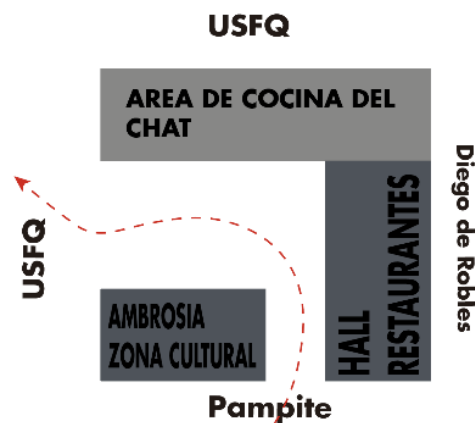 USFQ
AREA DE COCINA DEL
CHAT
Diego de Robles
USFQ
HALL
RESTAURANTES
AMBROSIA
ZONA CULTURAL
Pampite